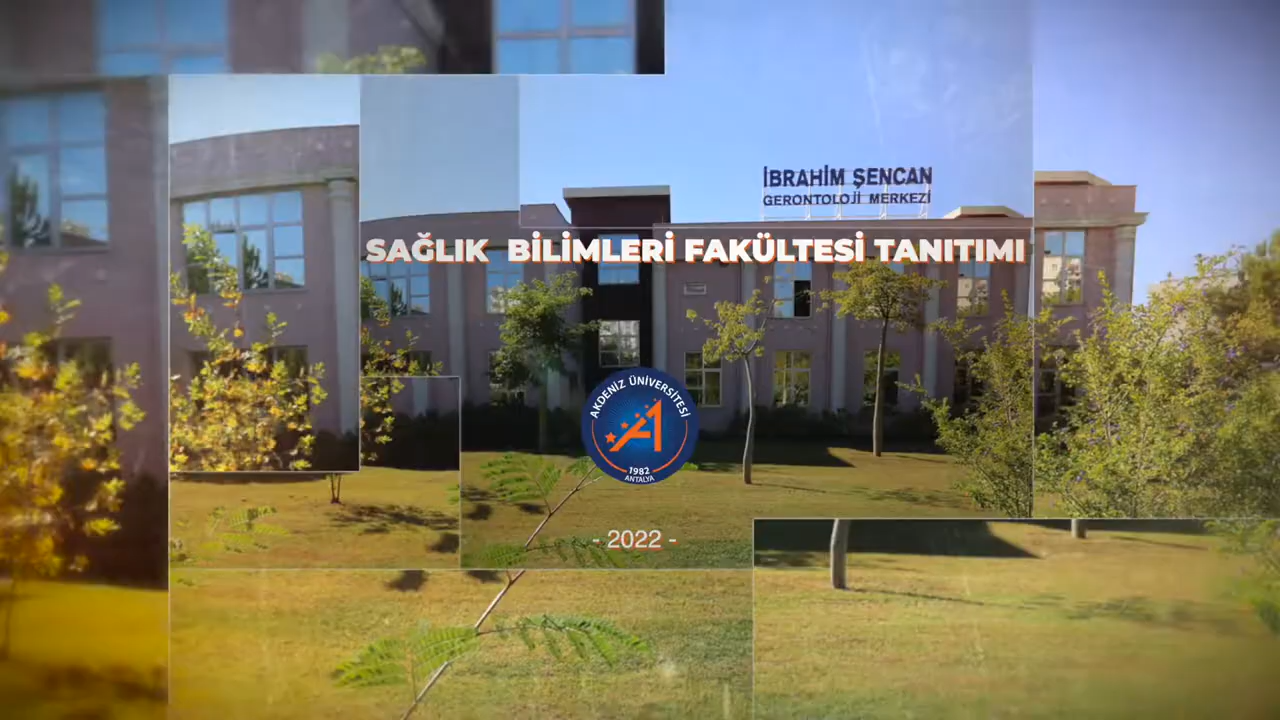 İBRAHİM ŞENCAN
GERONTOLOJİ MERKEZİ
SAĞLIK BİLİMLERİ FAKÜLTESİ TANITIMI
AKDENİZ ÜNİVERSİTESİ
1982
ANTALYA
- 2022 -